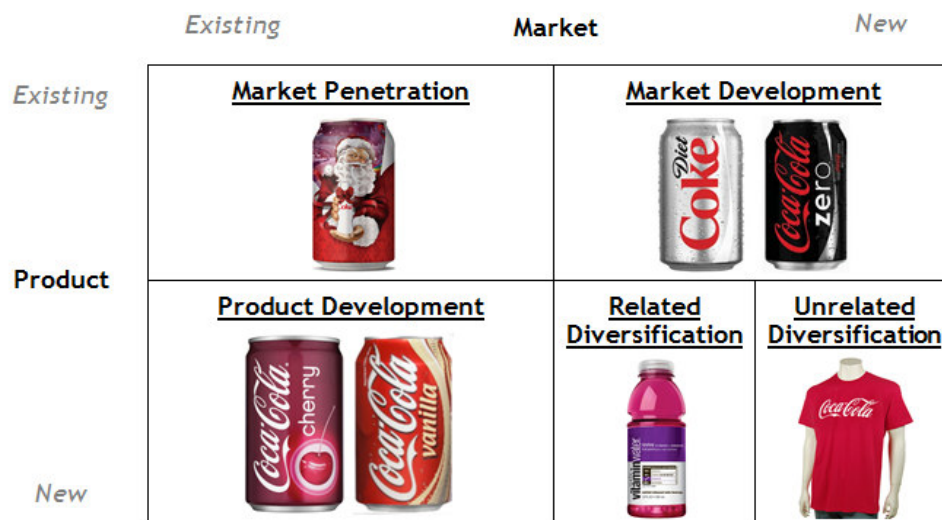 Existing Market New
Existing
Market Penetration
Market Development
Diet
Coke
Coca-Cola
zero
Product
Product Development
Related
Diversification
Unrelated
Diversification
Coca-Cola
cherry
Coca-Cola
vanilla
vitaminwater
Coca-Cola
New